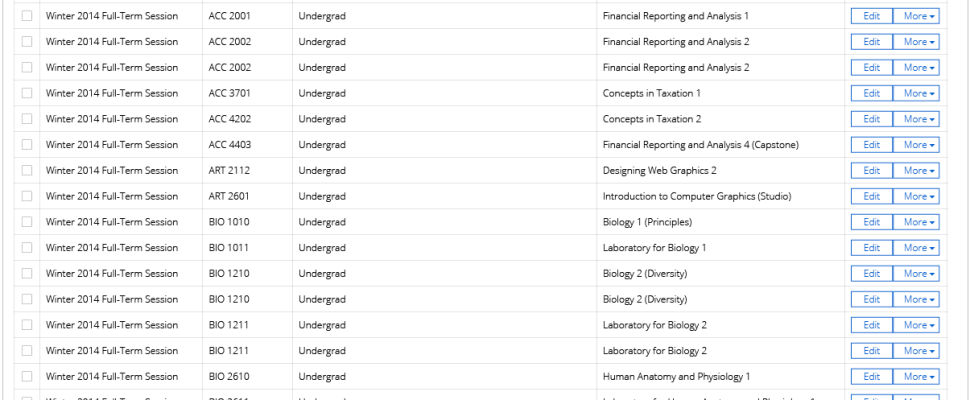 Winter 2014 Full-Term Session ACC 2001 Undergrad Financial Reporting and Analysis 1 Edit More
Winter 2014 Full-Term Session ACC 2002 Undergrad Financial Reporting and Analysis 2 Edit More
Winter 2014 Full-Term Session ACC 2002 Undergrad Financial Reporting and Analysis 2 Edit More
Winter 2014 Full-Term Session ACC 3701 Undergrad Concepts in Taxation 1 Edit More
Winter 2014 Full-Term Session ACC 4202 Undergrad Concepts in Taxation 2 Edit More
Winter 2014 Full-Term Session ACC 4403 Undergrad Financial Reporting and Analysis 4 (Capstone) Edit More
Winter 2014 Full-Term Session ART 2112 Undergrad Designing Web Graphics 2 Edit More
Winter 2014 Full-Term Session ART 2601 Undergrad Introduction to Computer Graphics (Studio) Edit More
Winter 2014 Full-Term Session BIO 1010 Undergrad Biology 1 (Principles) Edit More
Winter 2014 Full-Term Session BIO 1011 Undergrad Laboratory for Biology 1 Edit More
Winter 2014 Full-Term Session BIO 1210 Undergrad Biology 2 (Diversity) Edit More
Winter 2014 Full-Term Session BIO 1210 Undergrad Biology 2 (Diversity) Edit More
Winter 2014 Full-Term Session BIO 1211 Undergrad Laboratory for Biology 2 Edit More
Winter 2014 Full-Term Session BIO 1211 Undergrad Laboratory for Biology 2 Edit More
Winter 2014 Full-Term Session BIO 2610 Undergrad Human Anatomy and Physiology 1 Edit More